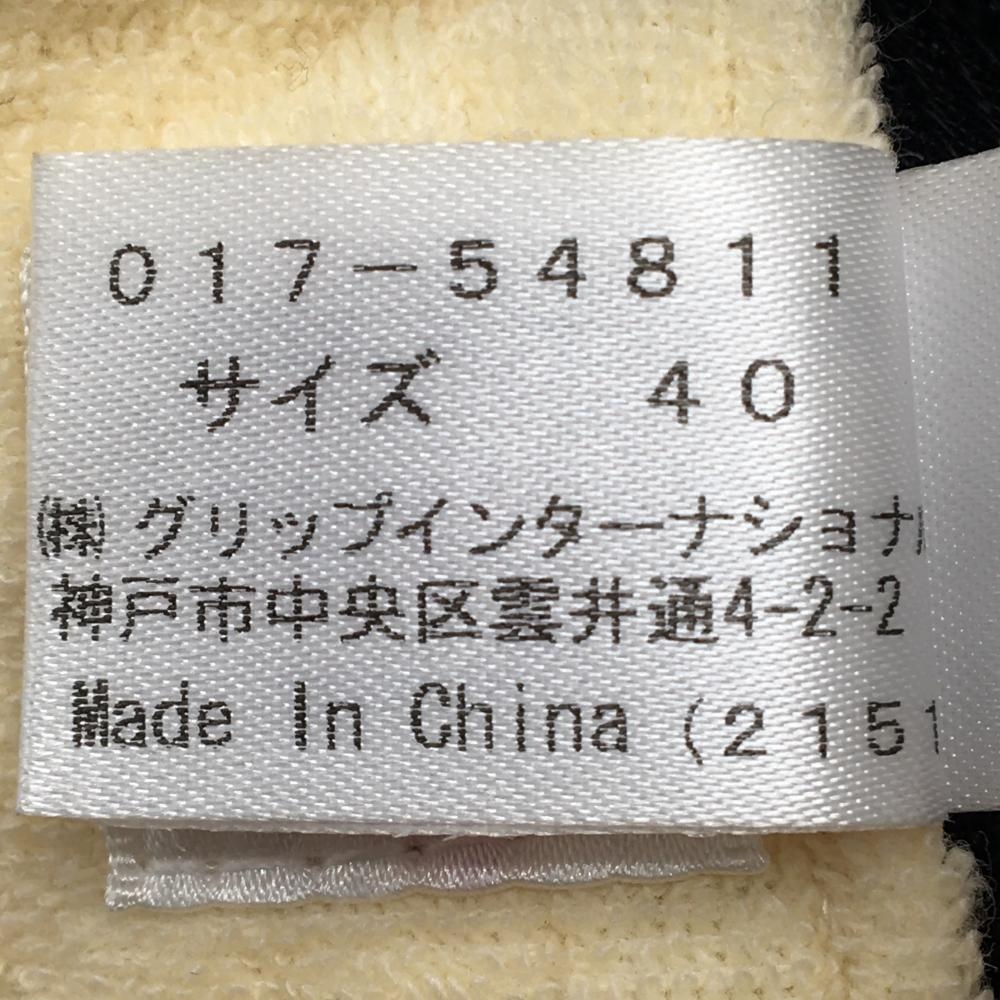 017-54811
サイズ 40
㈱グリップインターナショナ
神戸市中央区雲井通4-2-2
Made In China (2151